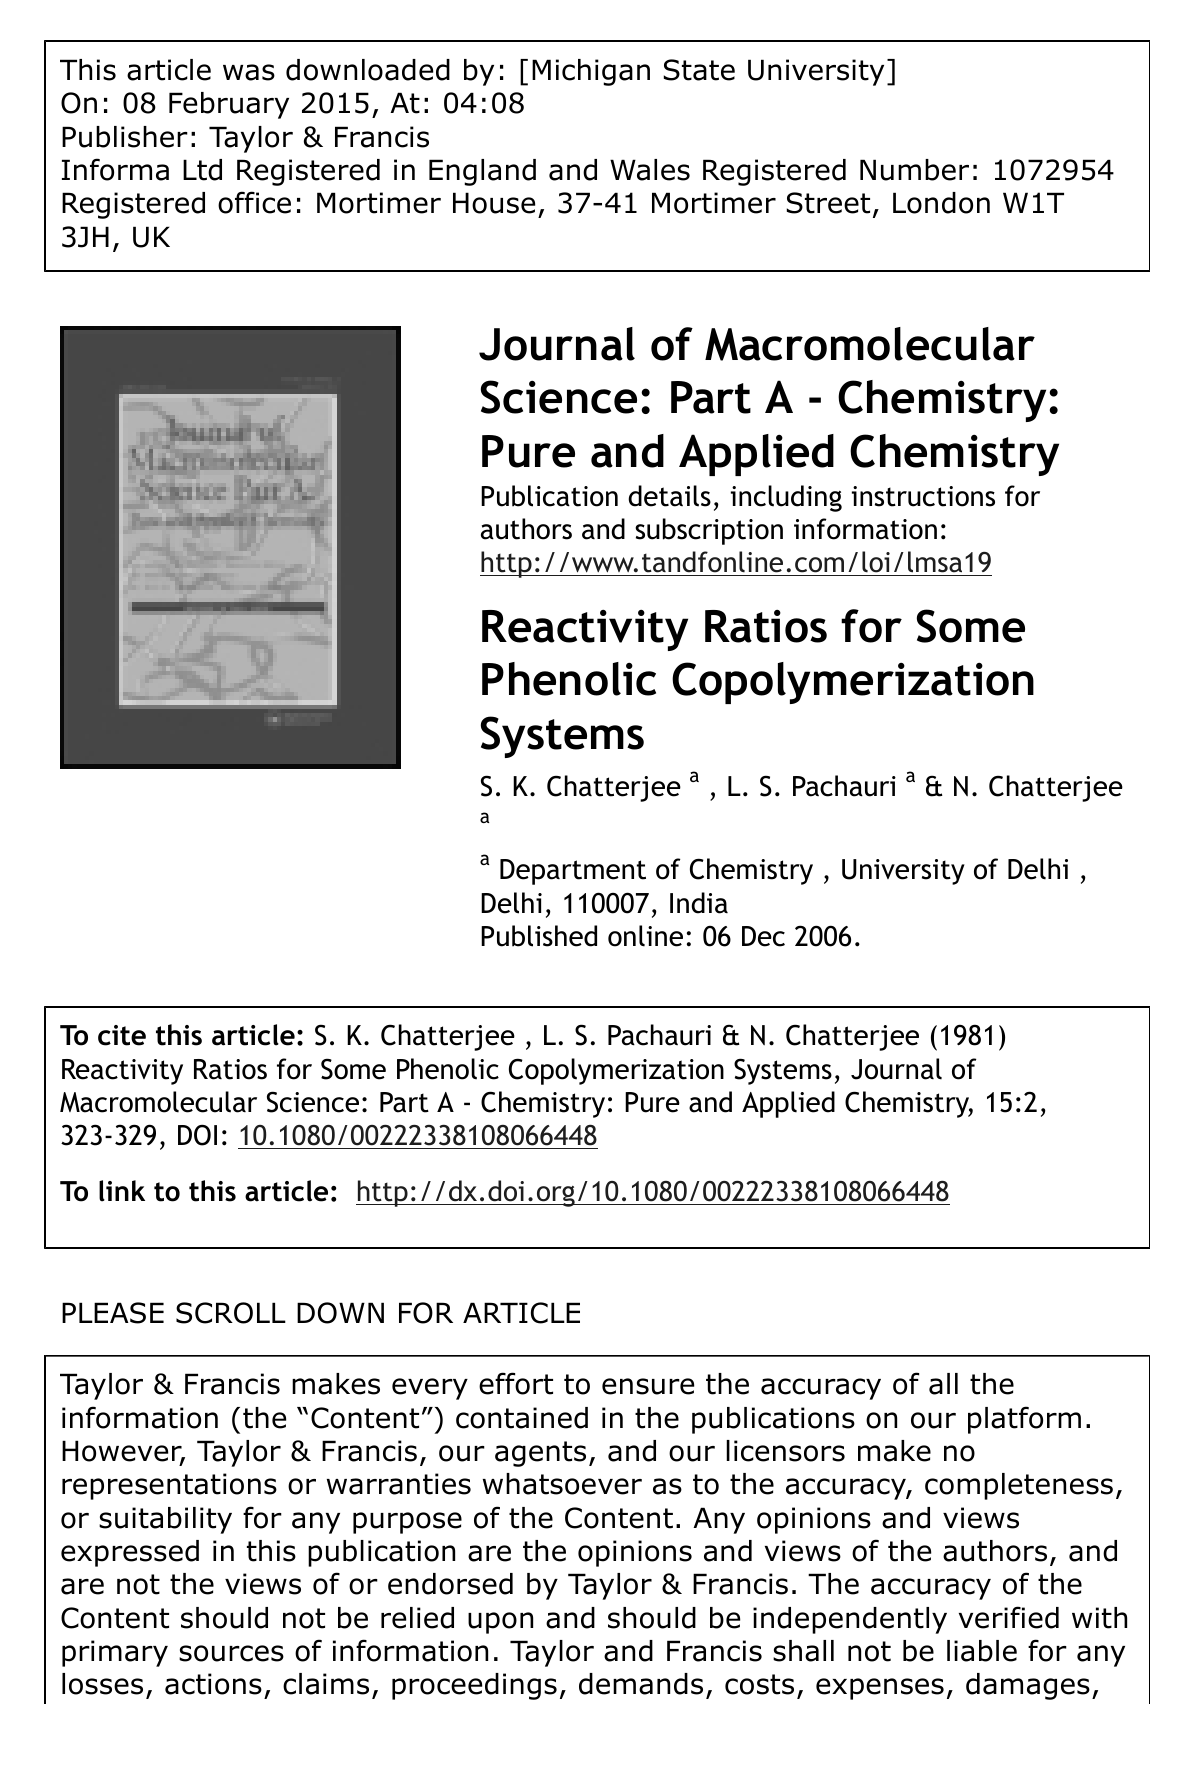 This article was downloaded by: [Michigan State University]
On: 08 February 2015, At: 04:08
Publisher: Taylor & Francis
Informa Ltd Registered in England and Wales Registered Number: 1072954
Registered office: Mortimer House, 37-41 Mortimer Street, London W1T
3JH, UK
Journal of
Macromolecular
Science Part A
Journal of Macromolecular
Science: Part A - Chemistry:
Pure and Applied Chemistry
Publication details, including instructions for
authors and subscription information:
http://www.tandfonline.com/loi/lmsa19
Reactivity Ratios for Some
Phenolic Copolymerization
Systems
S. K. Chatterjee a , L. S. Pachauri a & N. Chatterjee
a
a Department of Chemistry , University of Delhi ,
Delhi, 110007, India
Published online: 06 Dec 2006.
To cite this article: S. K. Chatterjee , L. S. Pachauri & N. Chatterjee (1981)
Reactivity Ratios for Some Phenolic Copolymerization Systems, Journal of
Macromolecular Science: Part A - Chemistry: Pure and Applied Chemistry, 15:2,
323-329, DOI: 10.1080/00222338108066448
To link to this article: http://dx.doi.org/10.1080/00222338108066448
PLEASE SCROLL DOWN FOR ARTICLE
Taylor & Francis makes every effort to ensure the accuracy of all the
information (the “Content”) contained in the publications on our platform.
However, Taylor & Francis, our agents, and our licensors make no
representations or warranties whatsoever as to the accuracy, completeness,
or suitability for any purpose of the Content. Any opinions and views
expressed in this publication are the opinions and views of the authors, and
are not the views of or endorsed by Taylor & Francis. The accuracy of the
Content should not be relied upon and should be independently verified with
primary sources of information. Taylor and Francis shall not be liable for any
losses, actions, claims, proceedings, demands, costs, expenses, damages,